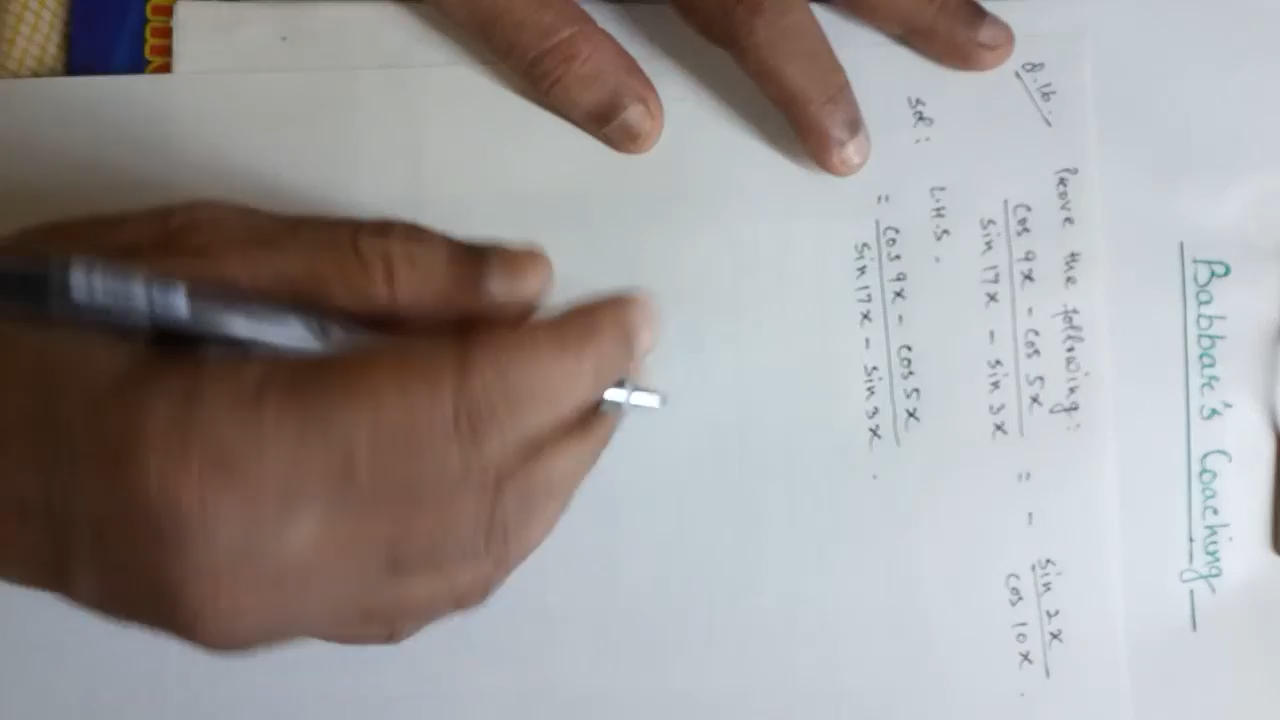 Babbar's Coaching
Q.16. Prove the following:
cos 9x - cos 5x / sin 17x - sin 3x = - sin 2x / cos 10x .
Sol: L.H.S.
= cos 9x - cos 5x / sin 17x - sin 3x .